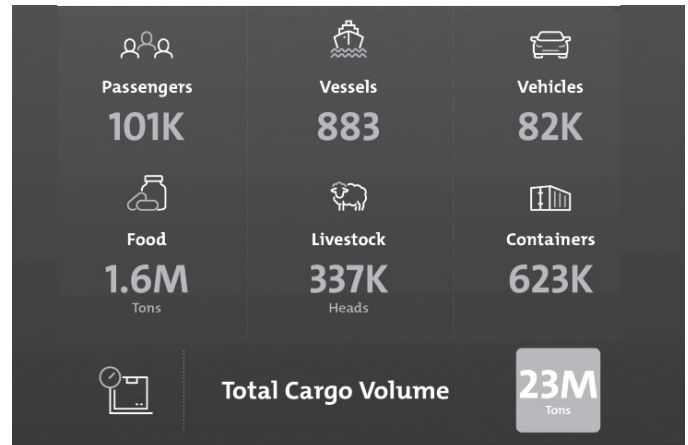 Passengers
101K
Vessels
883
Vehicles
82K
Food
1.6M
Tons
Livestock
337K
Heads
Containers
623K
Total Cargo Volume
23M
Tons